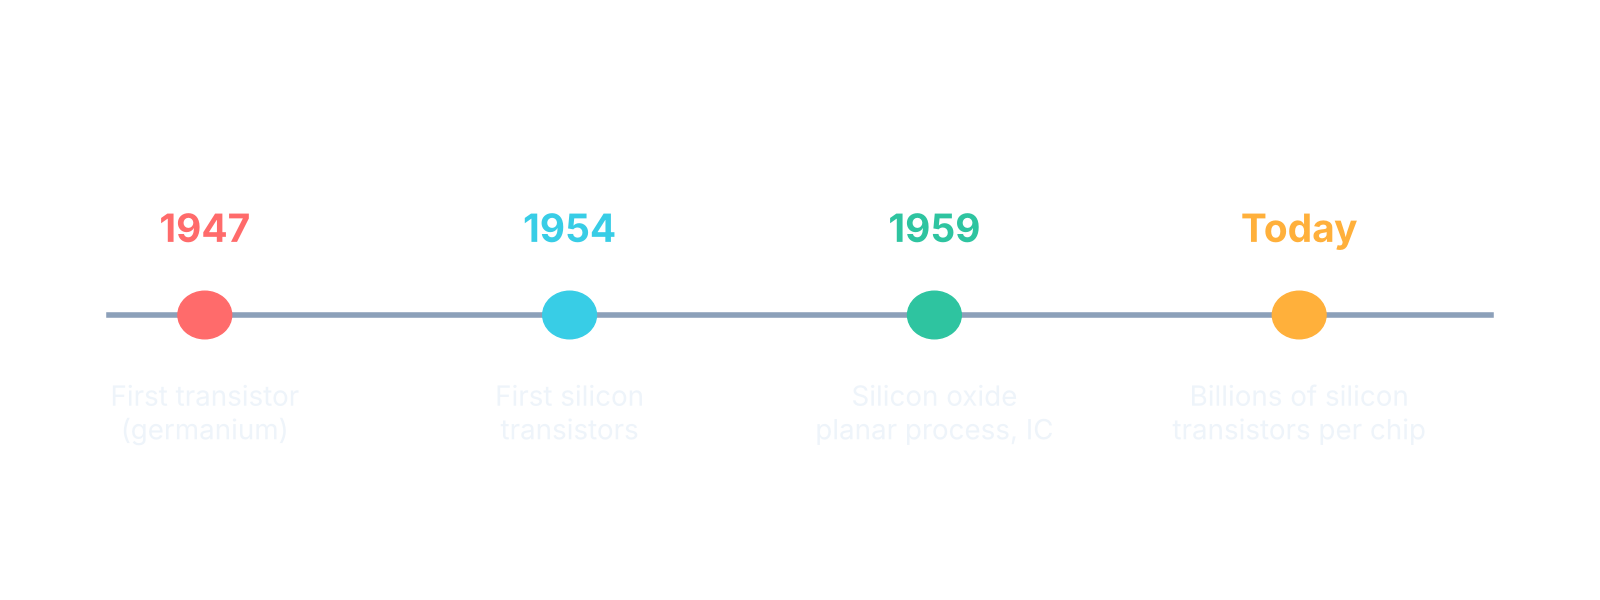 1947
1954
1959
Today
First transistor
(germanium)
First silicon
transistors
Silicon oxide
planar process, IC
Billions of silicon
transistors per chip